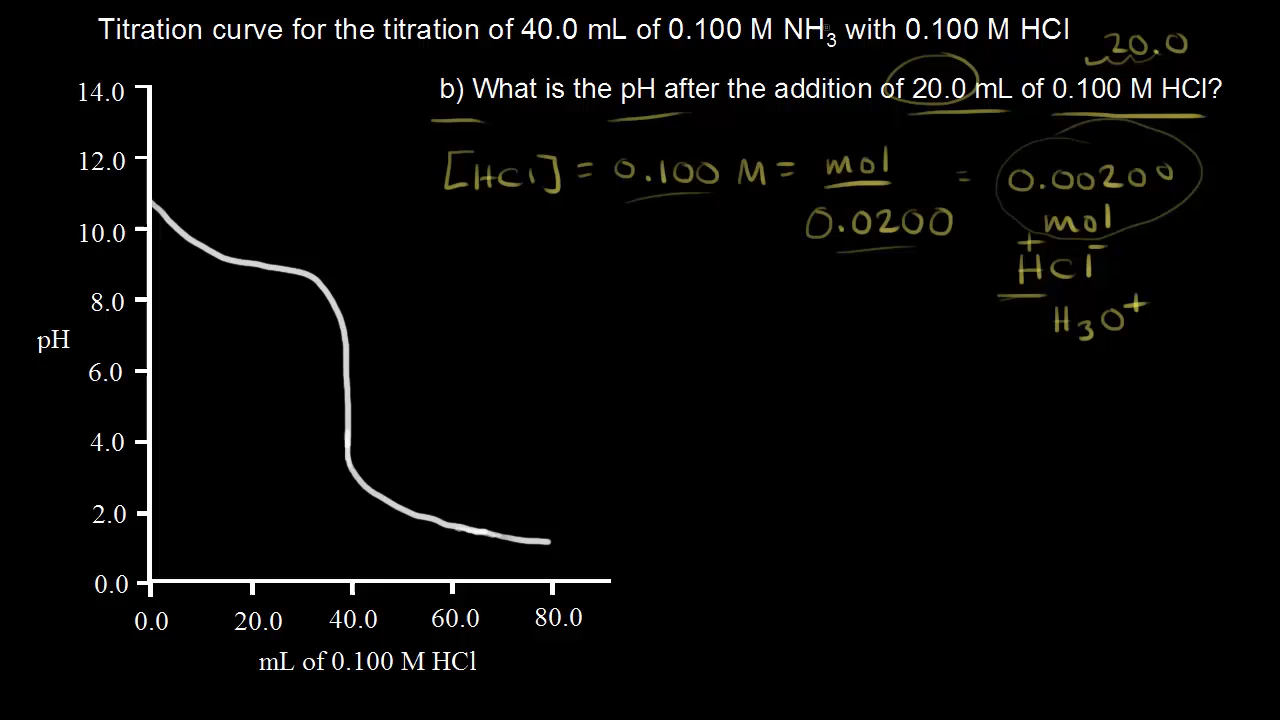 Titration curve for the titration of 40.0 mL of 0.100 M NH3 with 0.100 M HCl
20.0
b) What is the pH after the addition of 20.0 mL of 0.100 M HCl?
[HCl] = 0.100 M = mol / 0.0200 = 0.00200 mol
H+ Cl-
H3O+
14.0
12.0
10.0
8.0
pH
6.0
4.0
2.0
0.0
0.0 20.0 40.0 60.0 80.0
mL of 0.100 M HCl